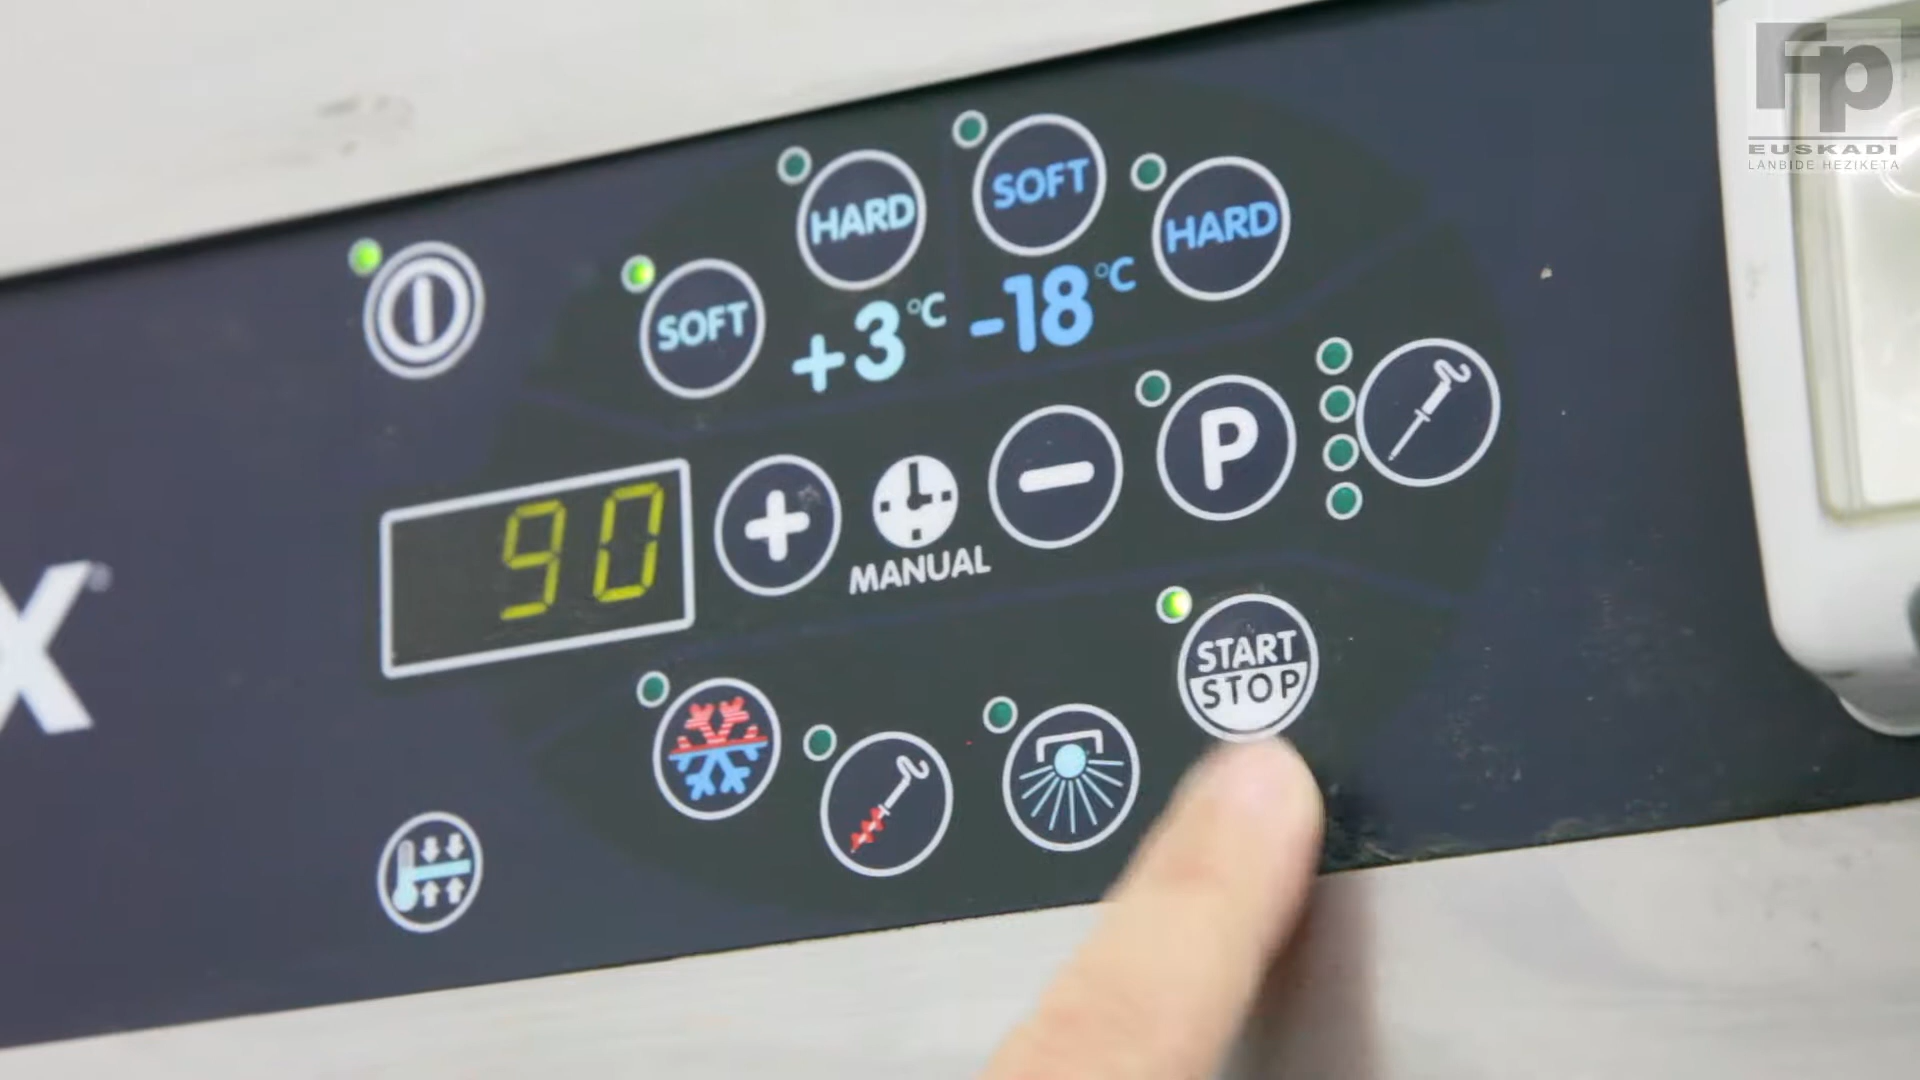 Fp
EUSKADI
LANBIDE HEZIKETA
SOFT
HARD
+3°C
SOFT
HARD
-18°C
P
90
+
MANUAL
-
START
STOP
X